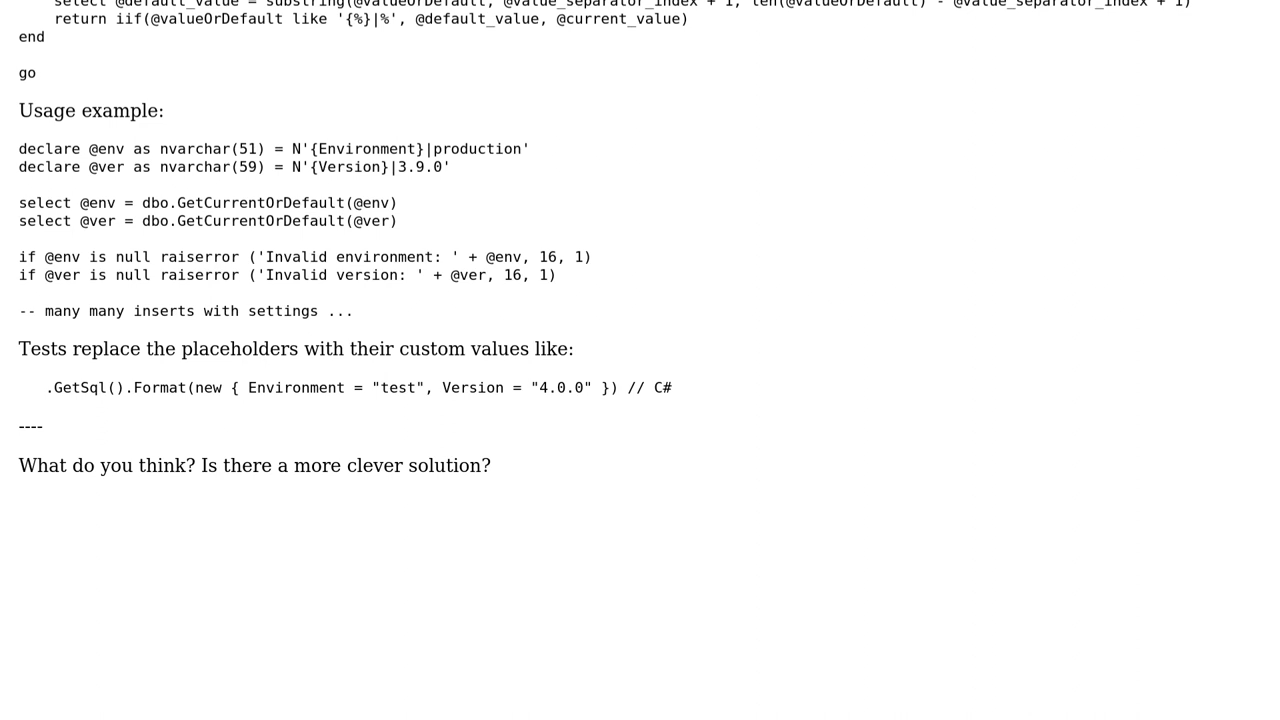 select @default_value = substring(@valueOrDefault, @value_separator_index + 1, len(@valueOrDefault) - @value_separator_index + 1)
return iif(@valueOrDefault like '{%}|%', @default_value, @current_value)
end
go
Usage example:
declare @env as nvarchar(51) = N'{Environment}|production'
declare @ver as nvarchar(59) = N'{Version}|3.9.0'
select @env = dbo.GetCurrentOrDefault(@env)
select @ver = dbo.GetCurrentOrDefault(@ver)
if @env is null raiserror ('Invalid environment: ' + @env, 16, 1)
if @ver is null raiserror ('Invalid version: ' + @ver, 16, 1)
-- many many inserts with settings ...
Tests replace the placeholders with their custom values like:
.GetSql().Format(new { Environment = "test", Version = "4.0.0" }) // C#
----
What do you think? Is there a more clever solution?